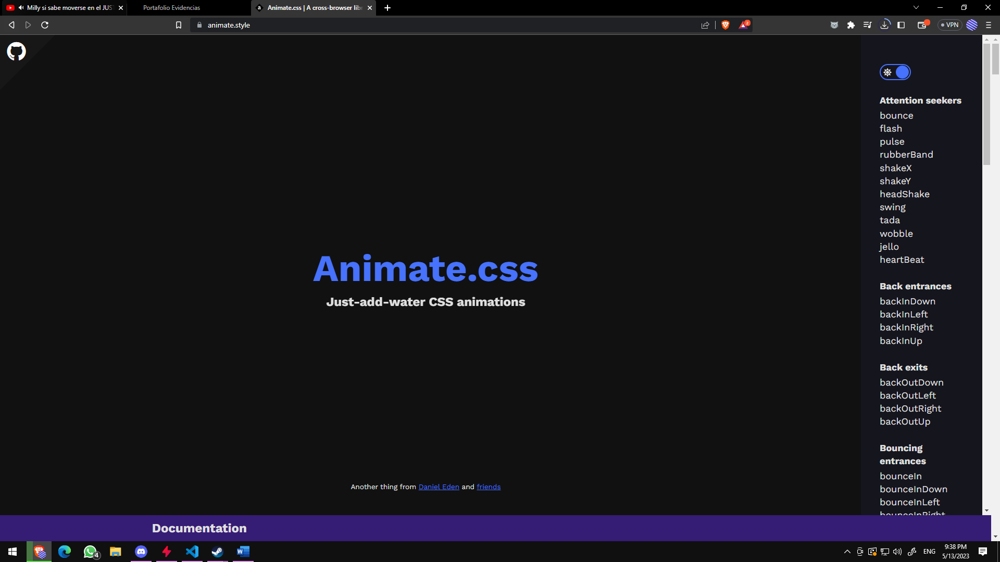 Milly si sabe moverse en el JUS
Portafolio Evidencias
a Animate.css | A cross-browser libr
animate.style
2
VPN
Attention seekers
bounce
flash
pulse
rubberBand
shakeX
shakeY
headShake
swing
tada
wobble
jello
heartBeat
Back entrances
backInDown
backInLeft
backInRight
backInUp
Back exits
backOutDown
backOutLeft
backOutRight
backOutUp
Bouncing
entrances
bounceIn
bounceInDown
bounceInLeft
bounceInRight
Animate.css
Just-add-water CSS animations
Another thing from Daniel Eden and friends
Documentation
4
W
ENG
9:38 PM
5/13/2023